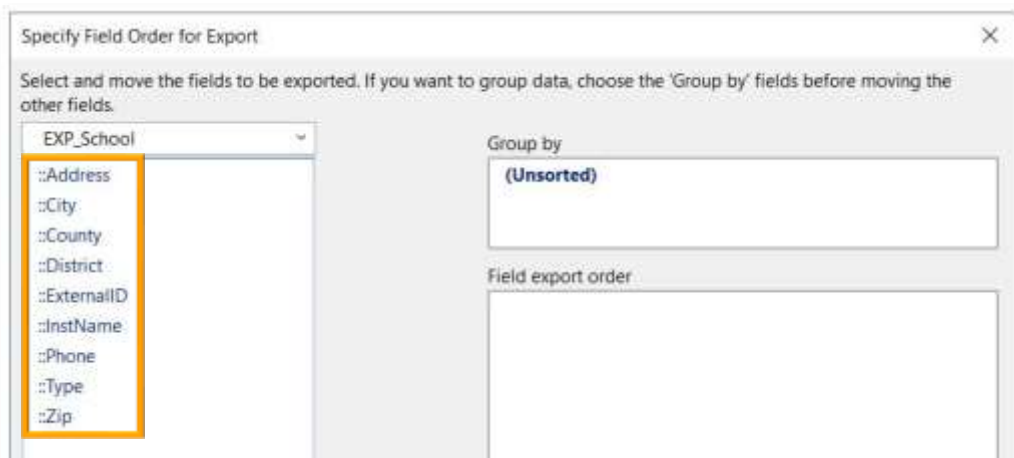 Specify Field Order for Export
Select and move the fields to be exported. If you want to group data, choose the 'Group by' fields before moving the
other fields.
EXP_School
::Address
::City
::County
::District
::ExternalID
::InstName
::Phone
::Type
::Zip
Group by
(Unsorted)
Field export order